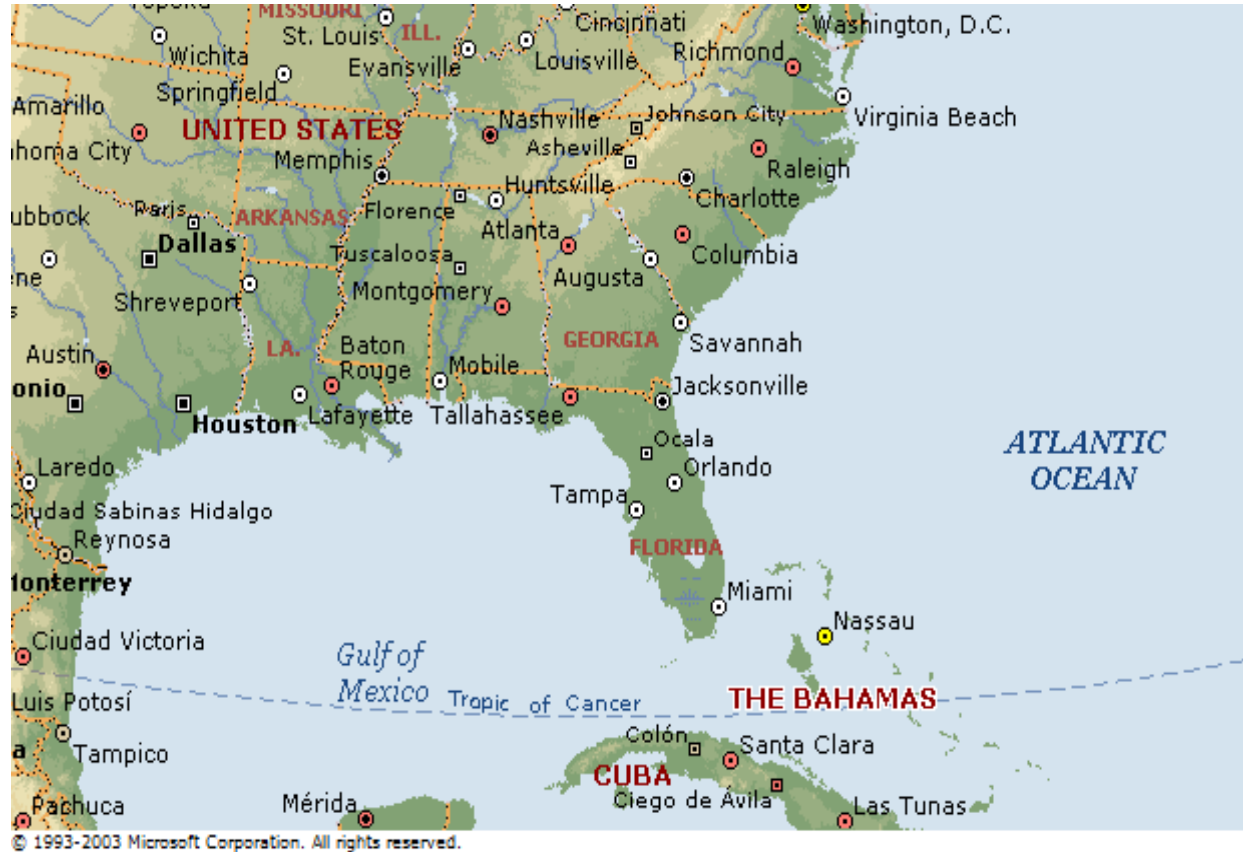 Topeka
MISSOURI
Cincinnati
Washington, D.C.
St. Louis
ILL.
Wichita
Evansville
Louisville
Richmond
Springfield
Amarillo
Johnson City
Virginia Beach
UNITED STATES
Nashville
ahoma City
Memphis
Asheville
Raleigh
Huntsville
Charlotte
ubbock
Paris
ARKANSAS
Florence
Atlanta
Dallas
Tuscaloosa
Augusta
Columbia
ene
Shreveport
Montgomery
s
GEORGIA
Savannah
LA.
Baton
Rouge
Austin
Mobile
onio
Jacksonville
Houston
Lafayette
Tallahassee
Ocala
ATLANTIC
OCEAN
Laredo
Orlando
Tampa
Ciudad Sabinas Hidalgo
Reynosa
FLORIDA
Monterrey
Miami
Nassau
Ciudad Victoria
Gulf of
Mexico
Tropic of Cancer
THE BAHAMAS
Luis Potosí
Colón
Santa Clara
a
Tampico
CUBA
Ciego de Ávila
Las Tunas
Pachuca
Mérida
© 1993-2003 Microsoft Corporation. All rights reserved.